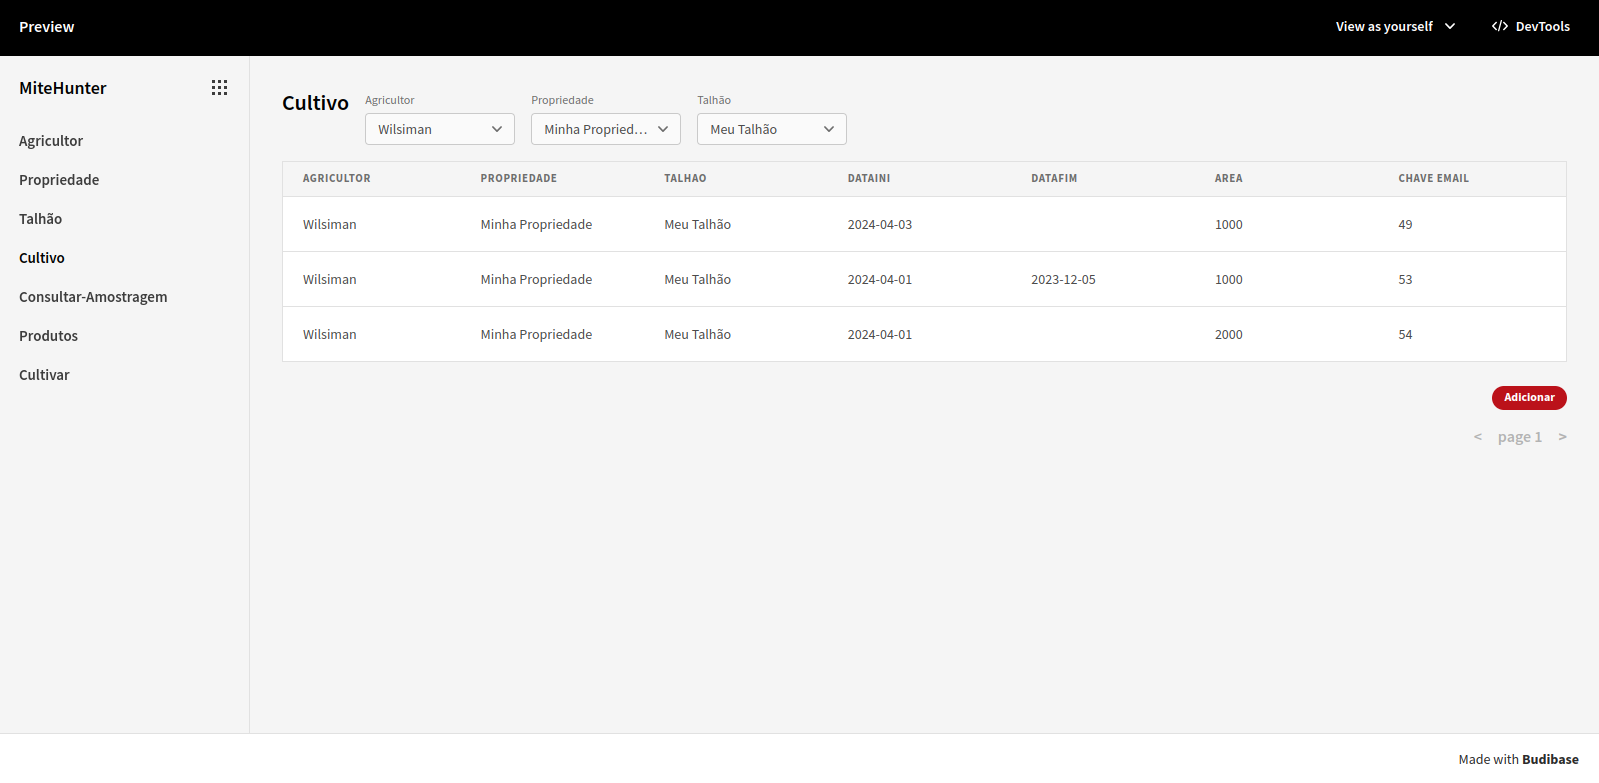 Preview
View as yourself
</> DevTools
MiteHunter
Agricultor
Propriedade
Talhão
Cultivo
Consultar-Amostragem
Produtos
Cultivar
Cultivo
Agricultor
Propriedade
Talhão
Wilsiman
Minha Propried...
Meu Talhão
AGRICULTOR PROPRIEDADE TALHAO DATAINI DATAFIM AREA CHAVE EMAIL
Wilsiman Minha Propriedade Meu Talhão 2024-04-03 1000 49
Wilsiman Minha Propriedade Meu Talhão 2024-04-01 2023-12-05 1000 53
Wilsiman Minha Propriedade Meu Talhão 2024-04-01 2000 54
Adicionar
< page 1 >
Made with Budibase